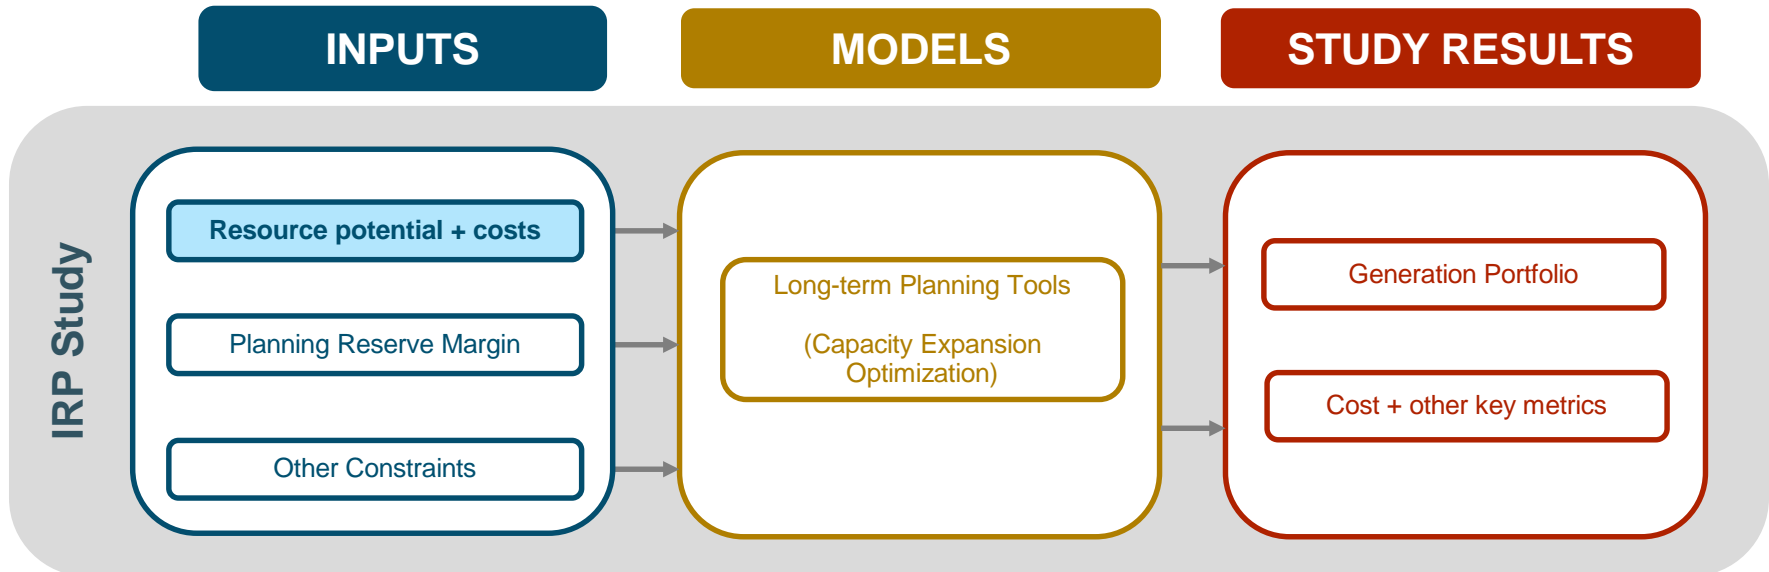 INPUTS
MODELS
STUDY RESULTS
IRP Study
Resource potential + costs
Planning Reserve Margin
Other Constraints
Long-term Planning Tools
(Capacity Expansion
Optimization)
Generation Portfolio
Cost + other key metrics